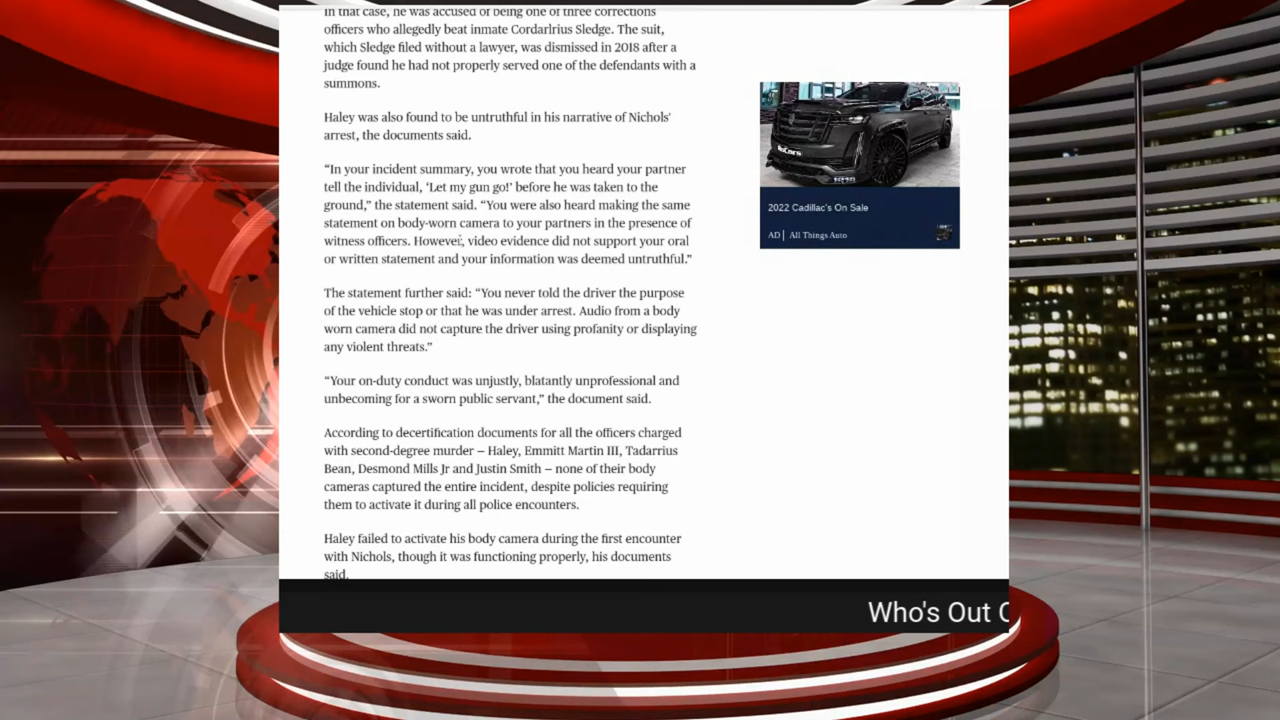 In that case, he was accused of being one of three corrections
officers who allegedly beat inmate Cordarlrius Sledge. The suit,
which Sledge filed without a lawyer, was dismissed in 2018 after a
judge found he had not properly served one of the defendants with a
summons.
Haley was also found to be untruthful in his narrative of Nichols'
arrest, the documents said.
“In your incident summary, you wrote that you heard your partner
tell the individual, ‘Let my gun go!’ before he was taken to the
ground,” the statement said. “You were also heard making the same
statement on body-worn camera to your partners in the presence of
witness officers. However, video evidence did not support your oral
or written statement and your information was deemed untruthful.”
The statement further said: “You never told the driver the purpose
of the vehicle stop or that he was under arrest. Audio from a body
worn camera did not capture the driver using profanity or displaying
any violent threats.”
“Your on-duty conduct was unjustly, blatantly unprofessional and
unbecoming for a sworn public servant,” the document said.
According to decertification documents for all the officers charged
with second-degree murder – Haley, Emmitt Martin III, Tadarrius
Bean, Desmond Mills Jr and Justin Smith – none of their body
cameras captured the entire incident, despite policies requiring
them to activate it during all police encounters.
Haley failed to activate his body camera during the first encounter
with Nichols, though it was functioning properly, his documents
said.
2022 Cadillac's On Sale
AD | All Things Auto
Who's Out